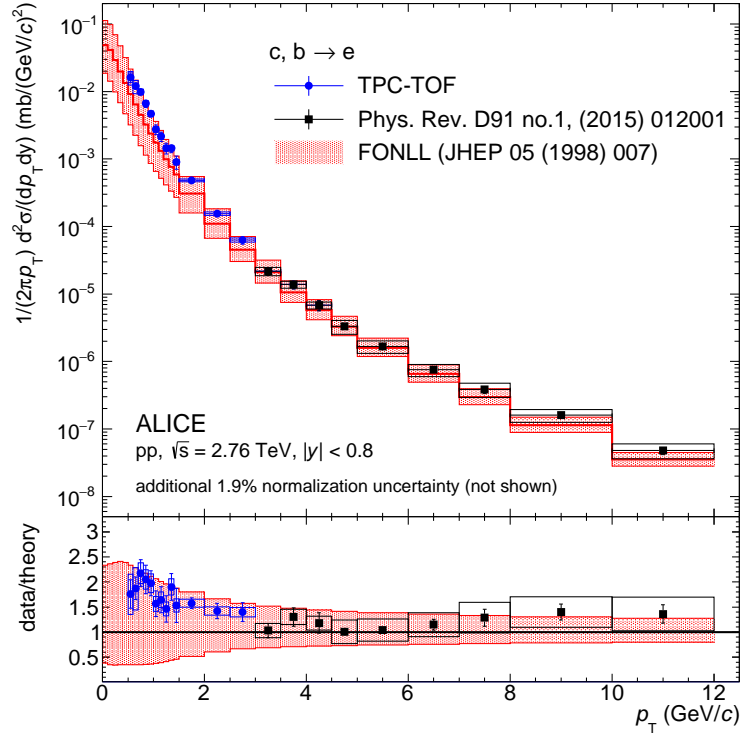 1/(2πp_T) d²σ/(dp_Tdy) (mb/(GeV/c)²)
10⁻¹
10⁻²
10⁻³
10⁻⁴
10⁻⁵
10⁻⁶
10⁻⁷
10⁻⁸
c, b → e
TPC-TOF
Phys. Rev. D91 no.1, (2015) 012001
FONLL (JHEP 05 (1998) 007)
ALICE
pp, √s = 2.76 TeV, |y| < 0.8
additional 1.9% normalization uncertainty (not shown)
data/theory
3
2.5
2
1.5
1
0.5
0 2 4 6 8 10 12
p_T (GeV/c)